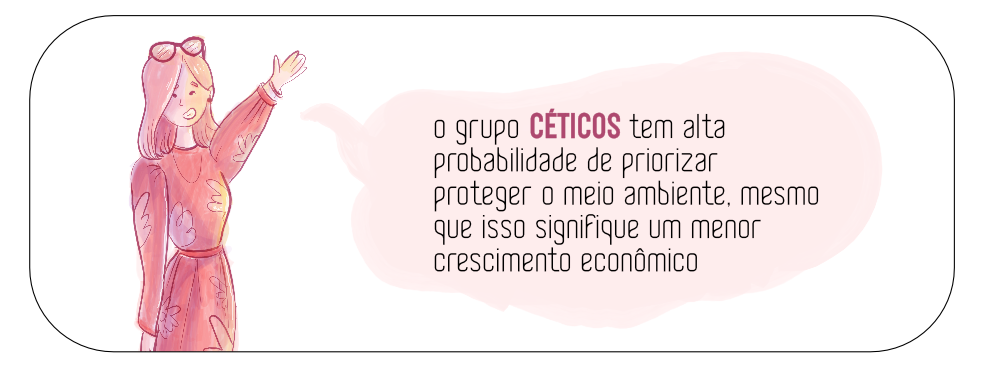 o grupo CÉTICOS tem alta
probabilidade de priorizar
proteger o meio ambiente, mesmo
que isso signifique um menor
crescimento econômico